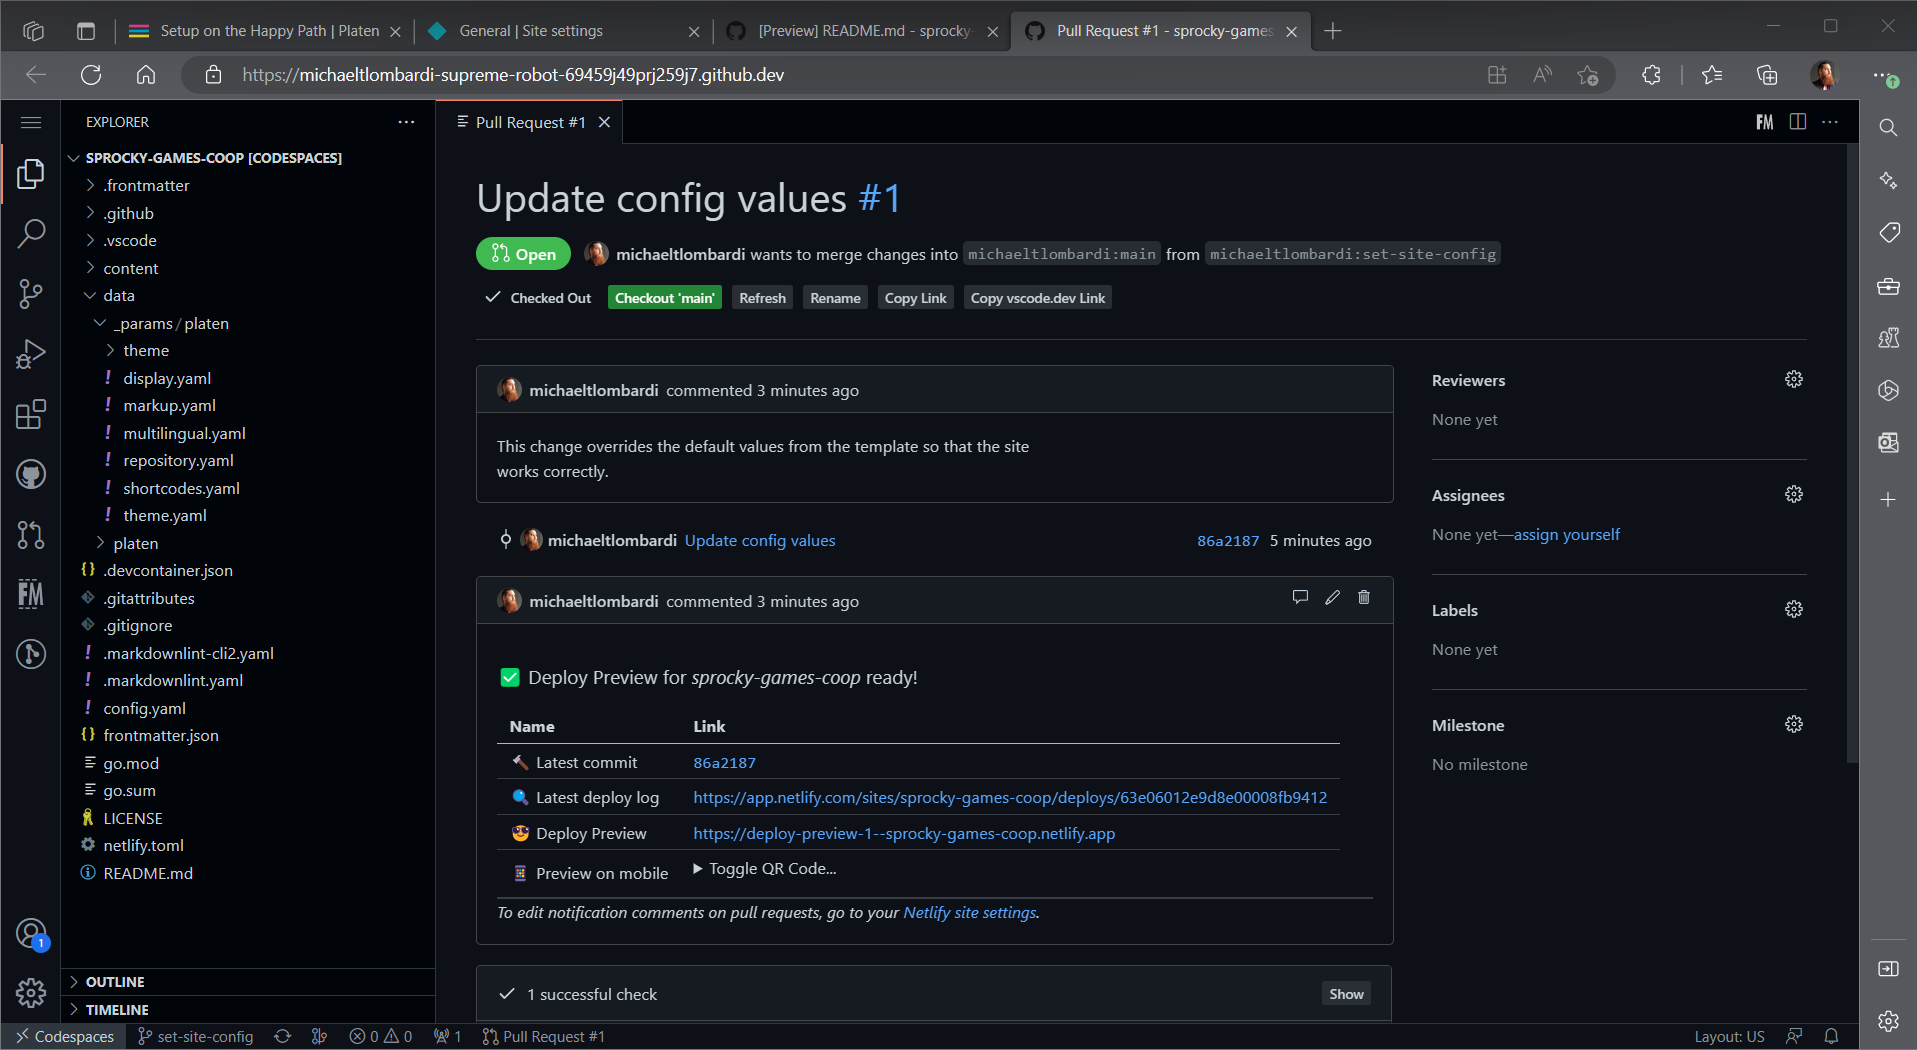 Setup on the Happy Path | Platen
General | Site settings
[Preview] README.md - sprocky-
Pull Request #1 - sprocky-games
https://michaeltlombardi-supreme-robot-69459j49prj259j7.github.dev
EXPLORER
SPROCKY-GAMES-COOP [CODESPACES]
.frontmatter
.github
.vscode
content
data
_params / platen
theme
display.yaml
markup.yaml
multilingual.yaml
repository.yaml
shortcodes.yaml
theme.yaml
platen
.devcontainer.json
.gitattributes
.gitignore
.markdownlint-cli2.yaml
.markdownlint.yaml
config.yaml
frontmatter.json
go.mod
go.sum
LICENSE
netlify.toml
README.md
OUTLINE
TIMELINE
FM
1
Pull Request #1
FM
Update config values #1
Open michaeltlombardi wants to merge changes into michaeltlombardi:main from michaeltlombardi:set-site-config
Checked Out Checkout 'main' Refresh Rename Copy Link Copy vscode.dev Link
michaeltlombardi commented 3 minutes ago
This change overrides the default values from the template so that the site
works correctly.
michaeltlombardi Update config values 86a2187 5 minutes ago
michaeltlombardi commented 3 minutes ago
✅ Deploy Preview for sprocky-games-coop ready!
Name Link
🔨 Latest commit 86a2187
🔍 Latest deploy log https://app.netlify.com/sites/sprocky-games-coop/deploys/63e06012e9d8e00008fb9412
😎 Deploy Preview https://deploy-preview-1--sprocky-games-coop.netlify.app
📱 Preview on mobile ▶ Toggle QR Code...
To edit notification comments on pull requests, go to your Netlify site settings.
1 successful check Show
Reviewers
None yet
Assignees
None yet—assign yourself
Labels
None yet
Milestone
No milestone
Codespaces set-site-config 0 0 1 Pull Request #1 Layout: US